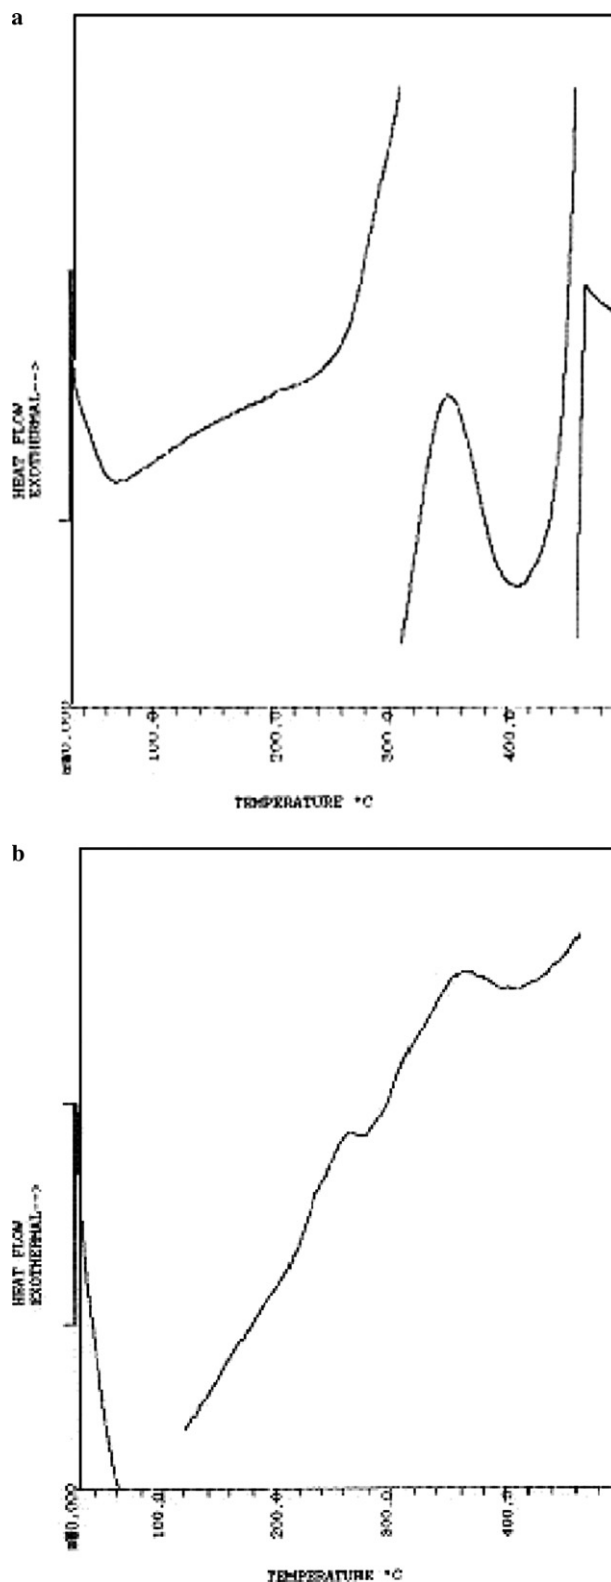 a
HEAT FLOW
EXOTHERMAL-->
100.0
200.0
300.0
400.0
TEMPERATURE °C
b
HEAT FLOW
EXOTHERMAL-->
100.0
200.0
300.0
400.0
TEMPERATURE °C